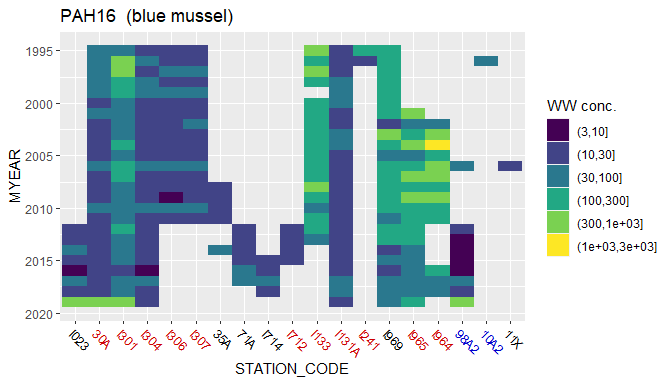 PAH16 (blue mussel)
MYEAR
1995
2000
2005
2010
2015
2020
I023
30A
I301
I304
I306
I307
35A
71A
I714
I712
I133
I131A
I241
I969
I965
I964
98A2
10A2
11X
STATION_CODE
WW conc.
(3,10]
(10,30]
(30,100]
(100,300]
(300,1e+03]
(1e+03,3e+03]